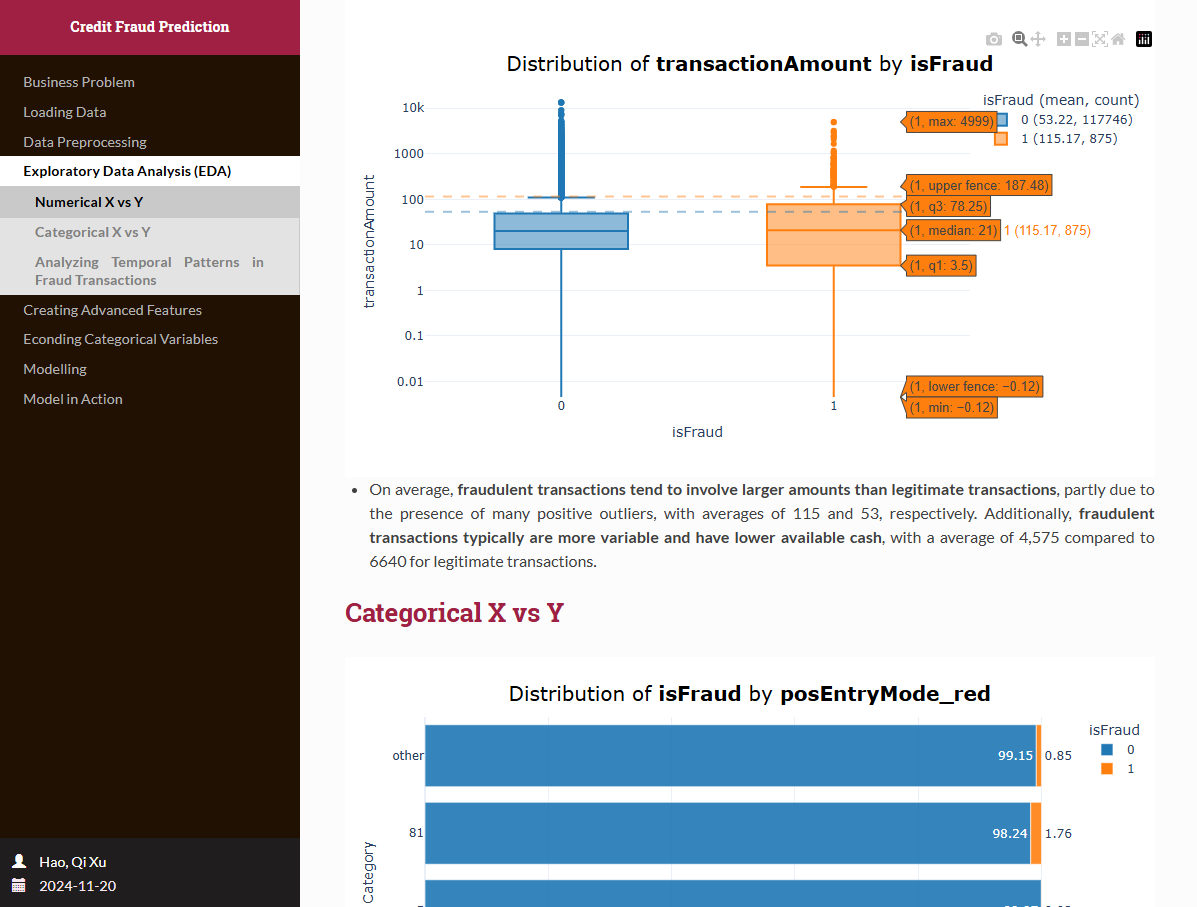 Credit Fraud Prediction
Business Problem
Loading Data
Data Preprocessing
Exploratory Data Analysis (EDA)
Numerical X vs Y
Categorical X vs Y
Analyzing Temporal Patterns in
Fraud Transactions
Creating Advanced Features
Econding Categorical Variables
Modelling
Model in Action
Hao, Qi Xu
2024-11-20
Distribution of transactionAmount by isFraud
isFraud (mean, count)
0 (53.22, 117746)
1 (115.17, 875)
transactionAmount
10k
1000
100
10
1
0.1
0.01
(1, max: 4999)
(1, upper fence: 187.48)
(1, q3: 78.25)
(1, median: 21) 1 (115.17, 875)
(1, q1: 3.5)
(1, lower fence: −0.12)
(1, min: −0.12)
0 1
isFraud
• On average, fraudulent transactions tend to involve larger amounts than legitimate transactions, partly due to
the presence of many positive outliers, with averages of 115 and 53, respectively. Additionally, fraudulent
transactions typically are more variable and have lower available cash, with a average of 4,575 compared to
6640 for legitimate transactions.
Categorical X vs Y
Distribution of isFraud by posEntryMode_red
isFraud
0
1
Category
other 99.15 0.85
81 98.24 1.76